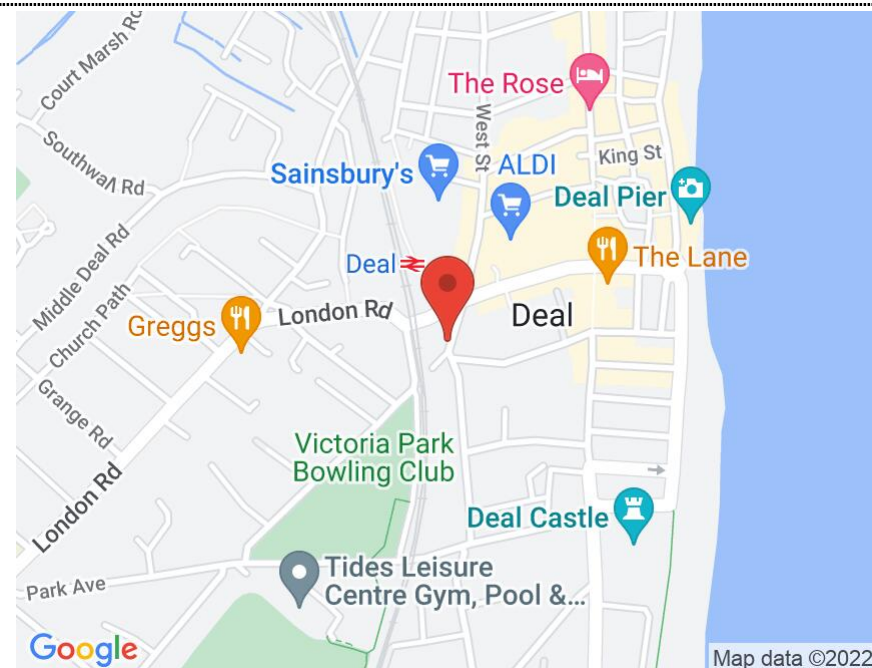 Court Marsh Rd
The Rose
West St
King St
Southwall Rd
Sainsbury's
ALDI
Deal Pier
Middle Deal Rd
Deal
The Lane
Church Path
London Rd
Deal
Greggs
Grange Rd
Victoria Park
Bowling Club
London Rd
Deal Castle
Park Ave
Tides Leisure
Centre Gym, Pool &...
Google
Map data ©2022